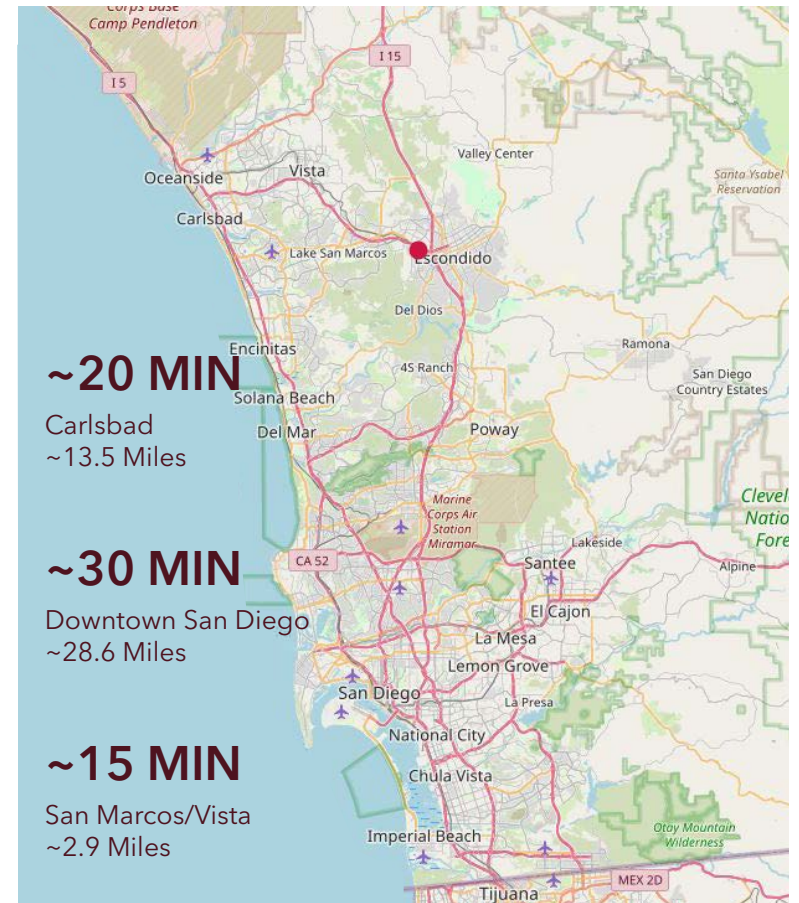 Corps Base
Camp Pendleton
I 15
I 5
Valley Center
Oceanside
Vista
Santa Ysabel
Reservation
Carlsbad
Lake San Marcos
Escondido
Del Dios
Encinitas
Ramona
~20 MIN
4S Ranch
San Diego
Country Estates
Solana Beach
Carlsbad
~13.5 Miles
Del Mar
Poway
Marine
Corps Air
Station
Miramar
Clevel
Natio
Fore
CA 52
Lakeside
Santee
Alpine
~30 MIN
Downtown San Diego
~28.6 Miles
El Cajon
La Mesa
Lemon Grove
San Diego
La Presa
National City
~15 MIN
San Marcos/Vista
~2.9 Miles
Chula Vista
Imperial Beach
Otay Mountain
Wilderness
MEX 2D
Tijuana